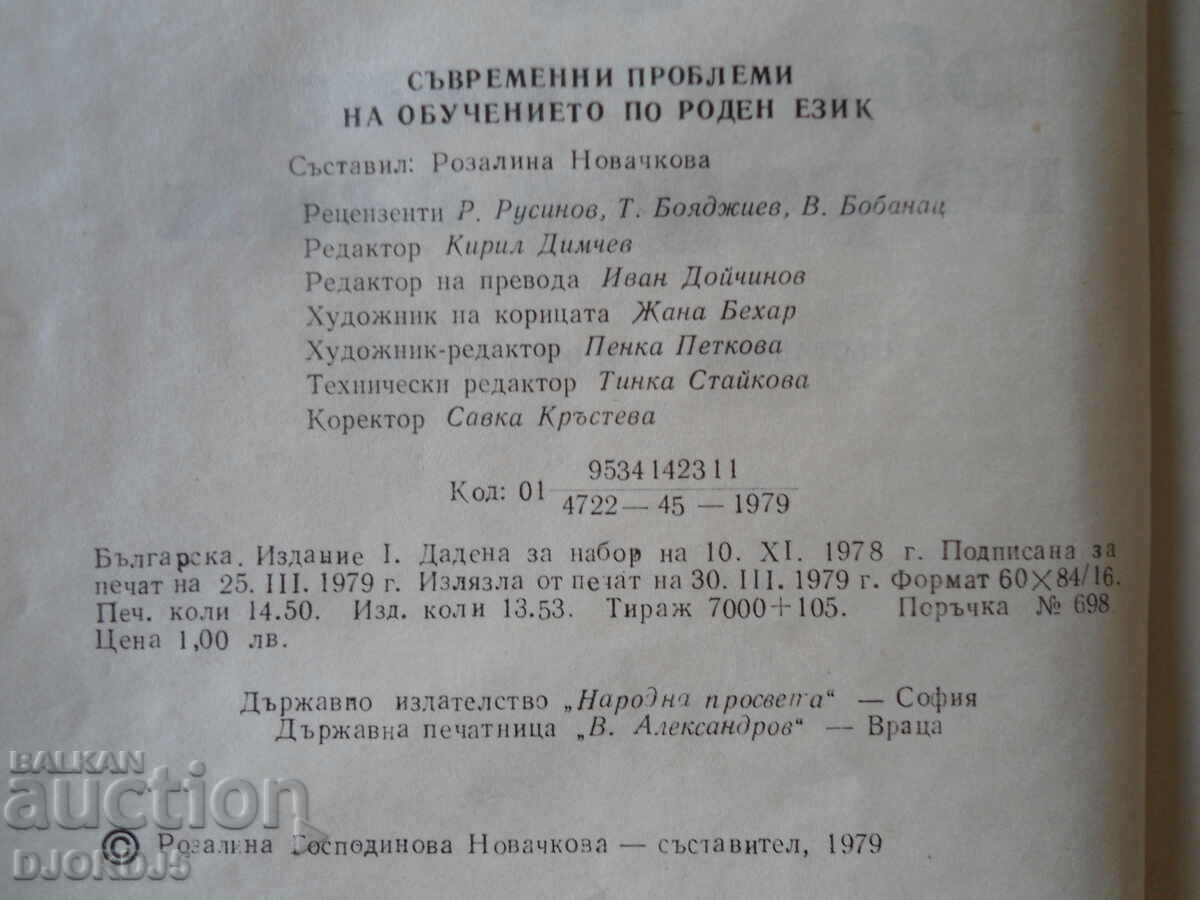 СЪВРЕМЕННИ ПРОБЛЕМИ
НА ОБУЧЕНИЕТО ПО РОДЕН ЕЗИК
Съставил: Розалина Новачкова
Рецензенти Р. Русинов, Т. Бояджиев, В. Бобанац
Редактор Кирил Димчев
Редактор на превода Иван Дойчинов
Художник на корицата Жана Бехар
Художник-редактор Пенка Петкова
Технически редактор Тинка Стайкова
Коректор Савка Кръстева
9534142311
Код: 01
4722 — 45 — 1979
Българска. Издание I. Дадена за набор на 10. XI. 1978 г. Подписана за
печат на 25. III. 1979 г. Излязла от печат на 30. III. 1979 г. Формат 60×84/16.
Печ. коли 14.50. Изд. коли 13.53. Тираж 7000+105. Поръчка № 698
Цена 1,00 лв.
Държавно издателство „Народна просвета“ — София
Държавна печатница „В. Александров“ — Враца
BALKAN
auction
© Розалина Господинова Новачкова — съставител, 1979
DJORDJ5